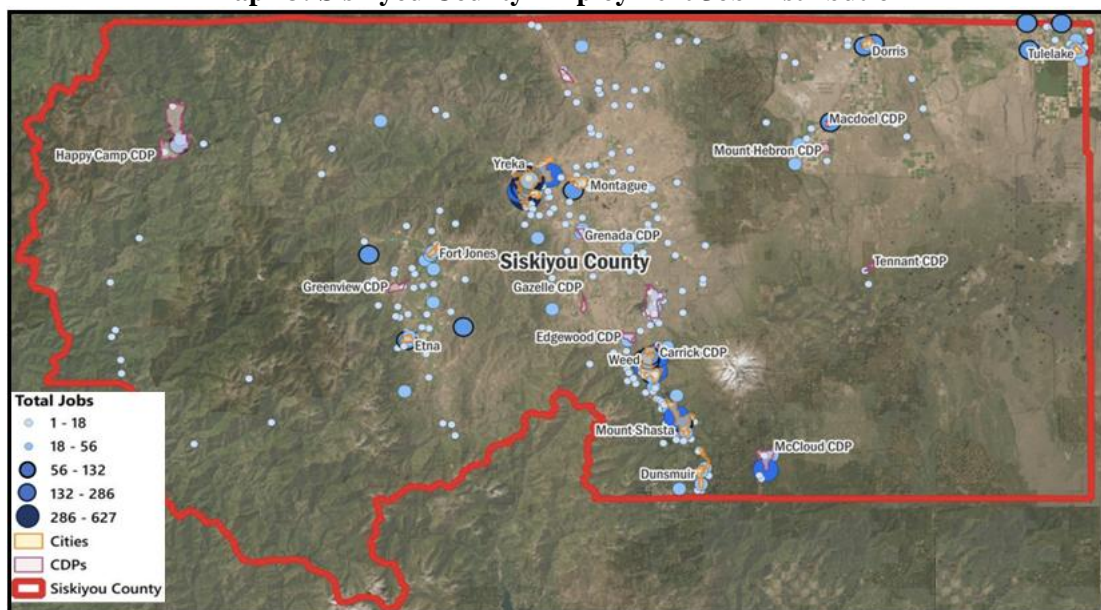 Dorris
Tulelake
Macdoel CDP
Happy Camp CDP
Mount Hebron CDP
Yreka
Montague
Grenada CDP
Fort Jones
Siskiyou County
Tennant CDP
Greenview CDP
Gazelle CDP
Edgewood CDP
Etna
Weed
Carrick CDP
Mount Shasta
McCloud CDP
Dunsmuir
Total Jobs
1 - 18
18 - 56
56 - 132
132 - 286
286 - 627
Cities
CDPs
Siskiyou County